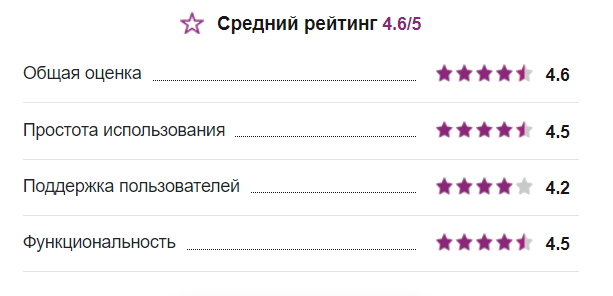 Средний рейтинг 4.6/5
Общая оценка 4.6
Простота использования 4.5
Поддержка пользователей 4.2
Функциональность 4.5